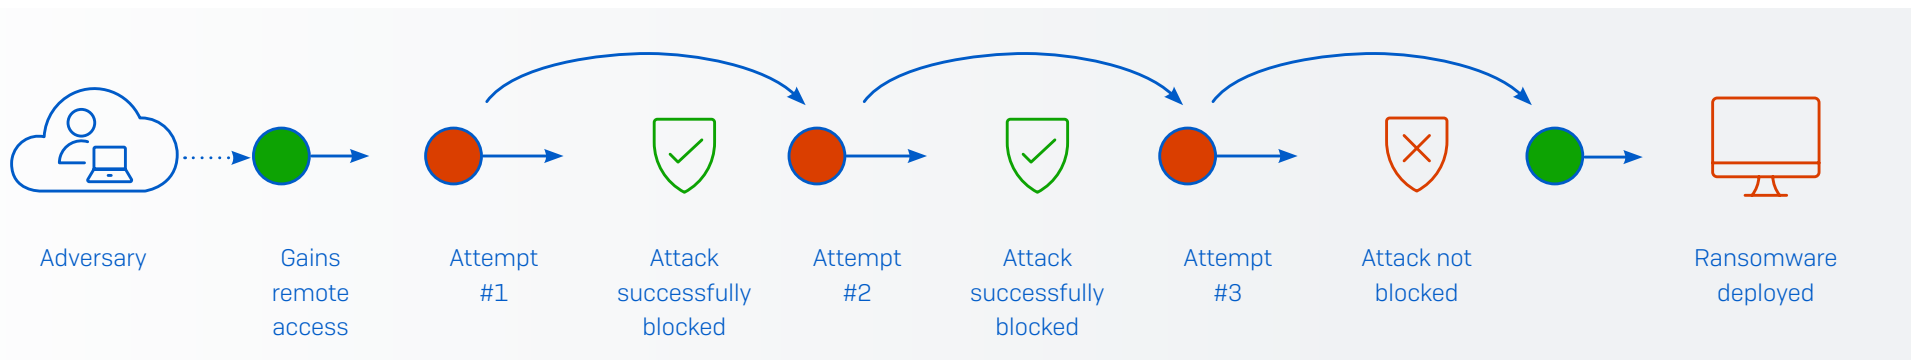 Adversary
Gains
remote
access
Attempt
#1
Attack
successfully
blocked
Attempt
#2
Attack
successfully
blocked
Attempt
#3
Attack not
blocked
Ransomware
deployed